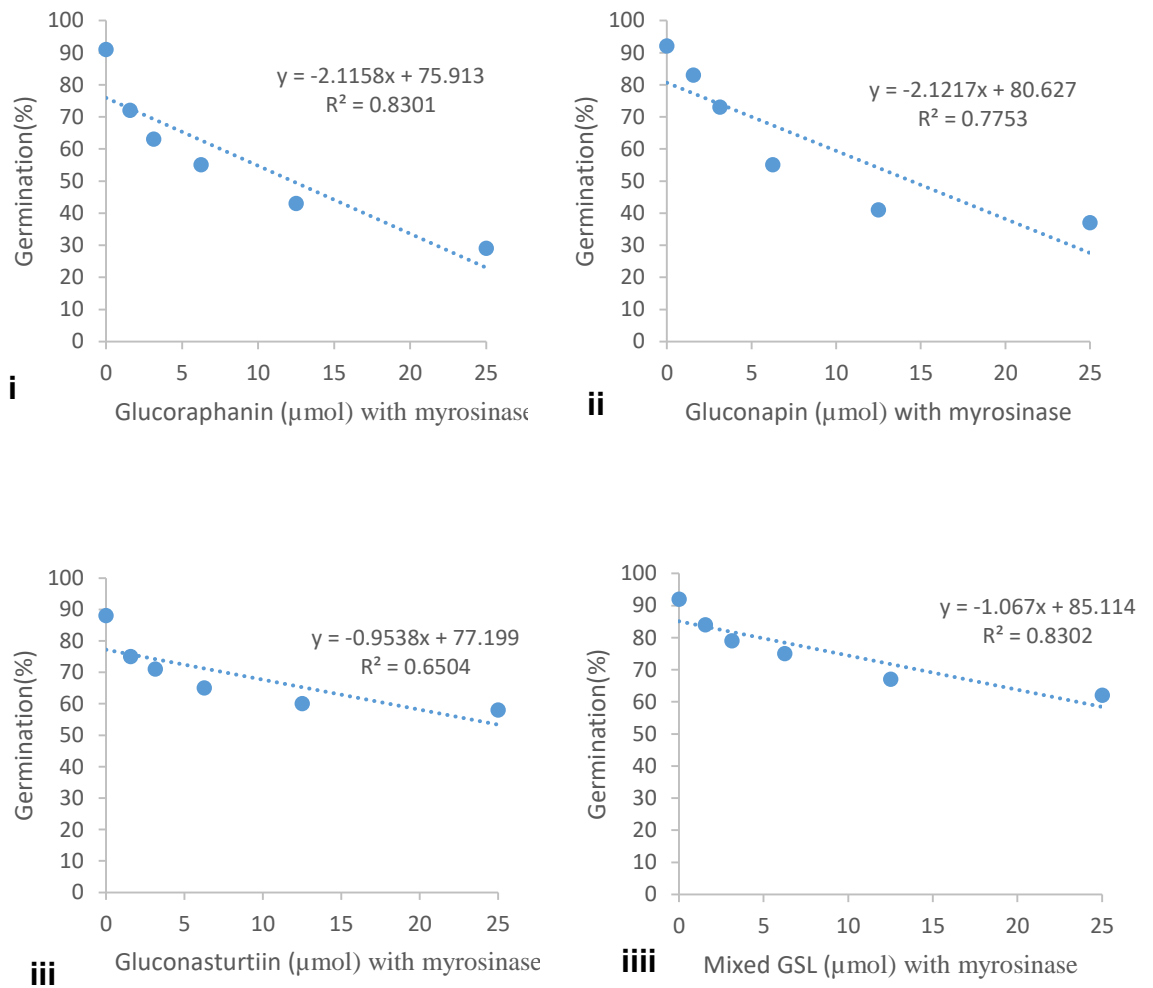 100
90
80
70
60
50
40
30
20
10
0
Germination(%)
y = -2.1158x + 75.913
R² = 0.8301
0 5 10 15 20 25
Glucoraphanin (µmol) with myrosinase
i
100
90
80
70
60
50
40
30
20
10
0
Germination(%)
y = -2.1217x + 80.627
R² = 0.7753
0 5 10 15 20 25
Gluconapin (µmol) with myrosinase
ii
100
90
80
70
60
50
40
30
20
10
0
Germination(%)
y = -0.9538x + 77.199
R² = 0.6504
0 5 10 15 20 25
Gluconasturtiin (µmol) with myrosinase
iii
100
90
80
70
60
50
40
30
20
10
0
Germination(%)
y = -1.067x + 85.114
R² = 0.8302
0 5 10 15 20 25
Mixed GSL (µmol) with myrosinase
iiii